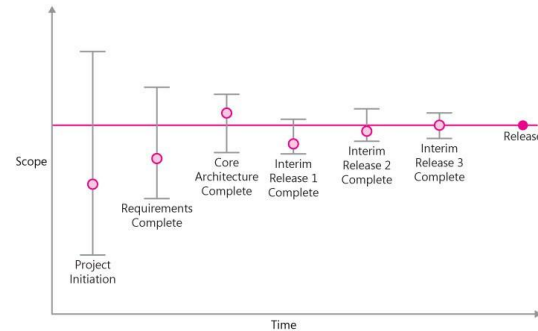 Scope
Project
Initiation
Requirements
Complete
Core
Architecture
Complete
Interim
Release 1
Complete
Interim
Release 2
Complete
Interim
Release 3
Complete
Release
Time